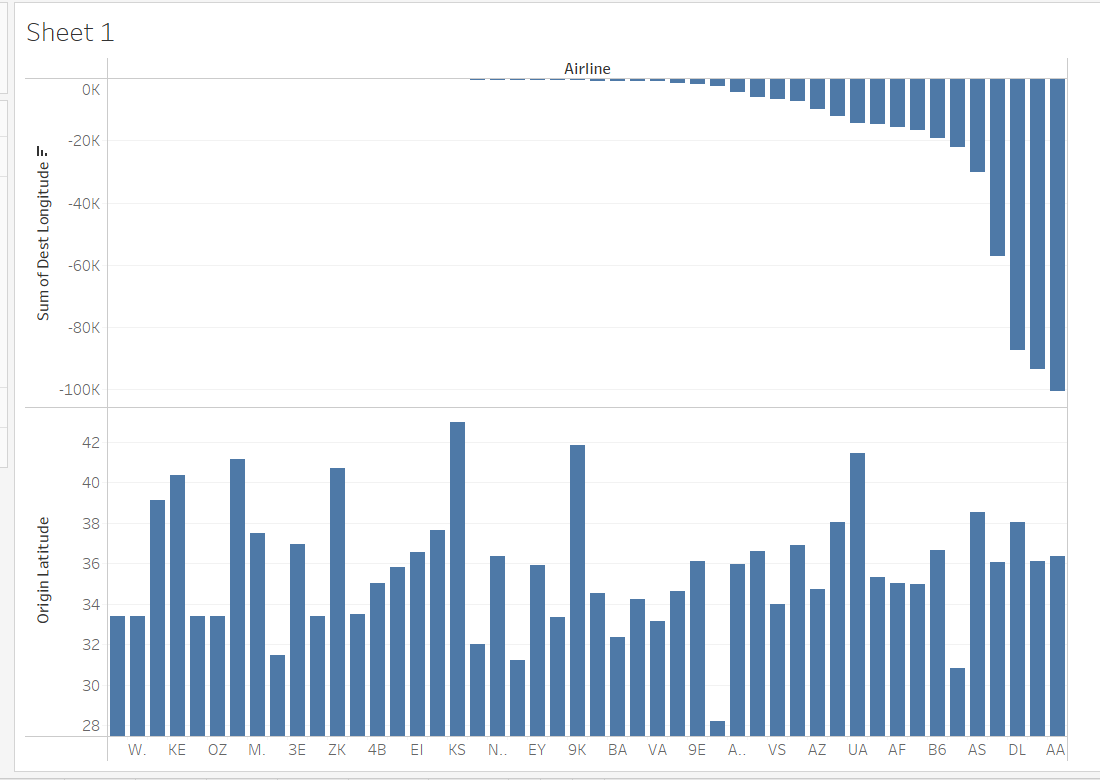 Sheet 1
Airline
0K
-20K
-40K
-60K
-80K
-100K
Sum of Dest Longitude
42
40
38
36
34
32
30
28
Origin Latitude
W. KE OZ M. 3E ZK 4B EI KS N.. EY 9K BA VA 9E A.. VS AZ UA AF B6 AS DL AA